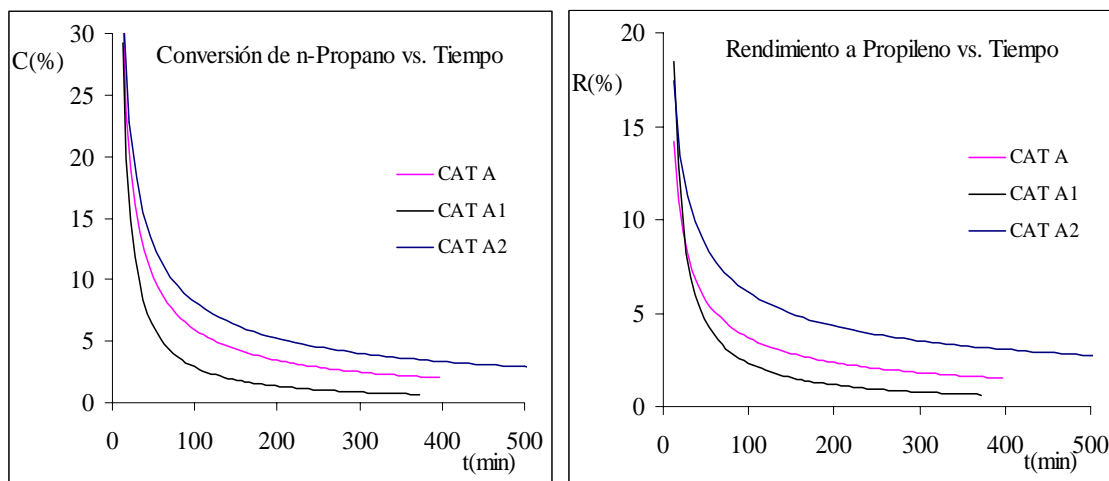 Conversión de n-Propano vs. Tiempo
C(%)
30
25
20
15
10
5
0
CAT A
CAT A1
CAT A2
0 100 200 300 400 500
t(min)
Rendimiento a Propileno vs. Tiempo
R(%)
20
15
10
5
0
CAT A
CAT A1
CAT A2
0 100 200 300 400 500
t(min)